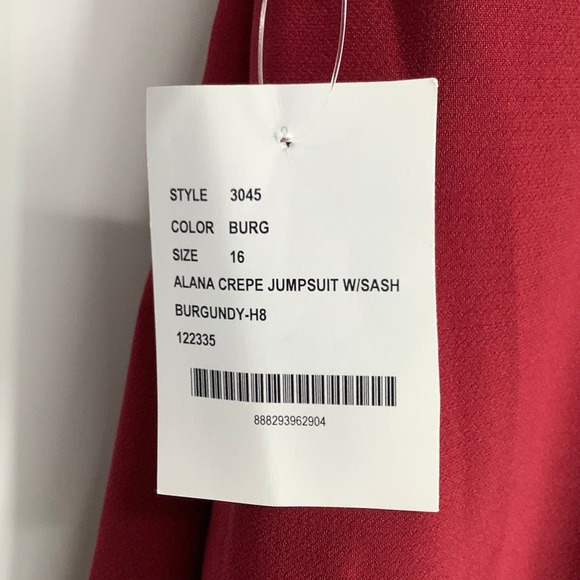 STYLE 3045
COLOR BURG
SIZE 16
ALANA CREPE JUMPSUIT W/SASH
BURGUNDY-H8
122335
888293962904